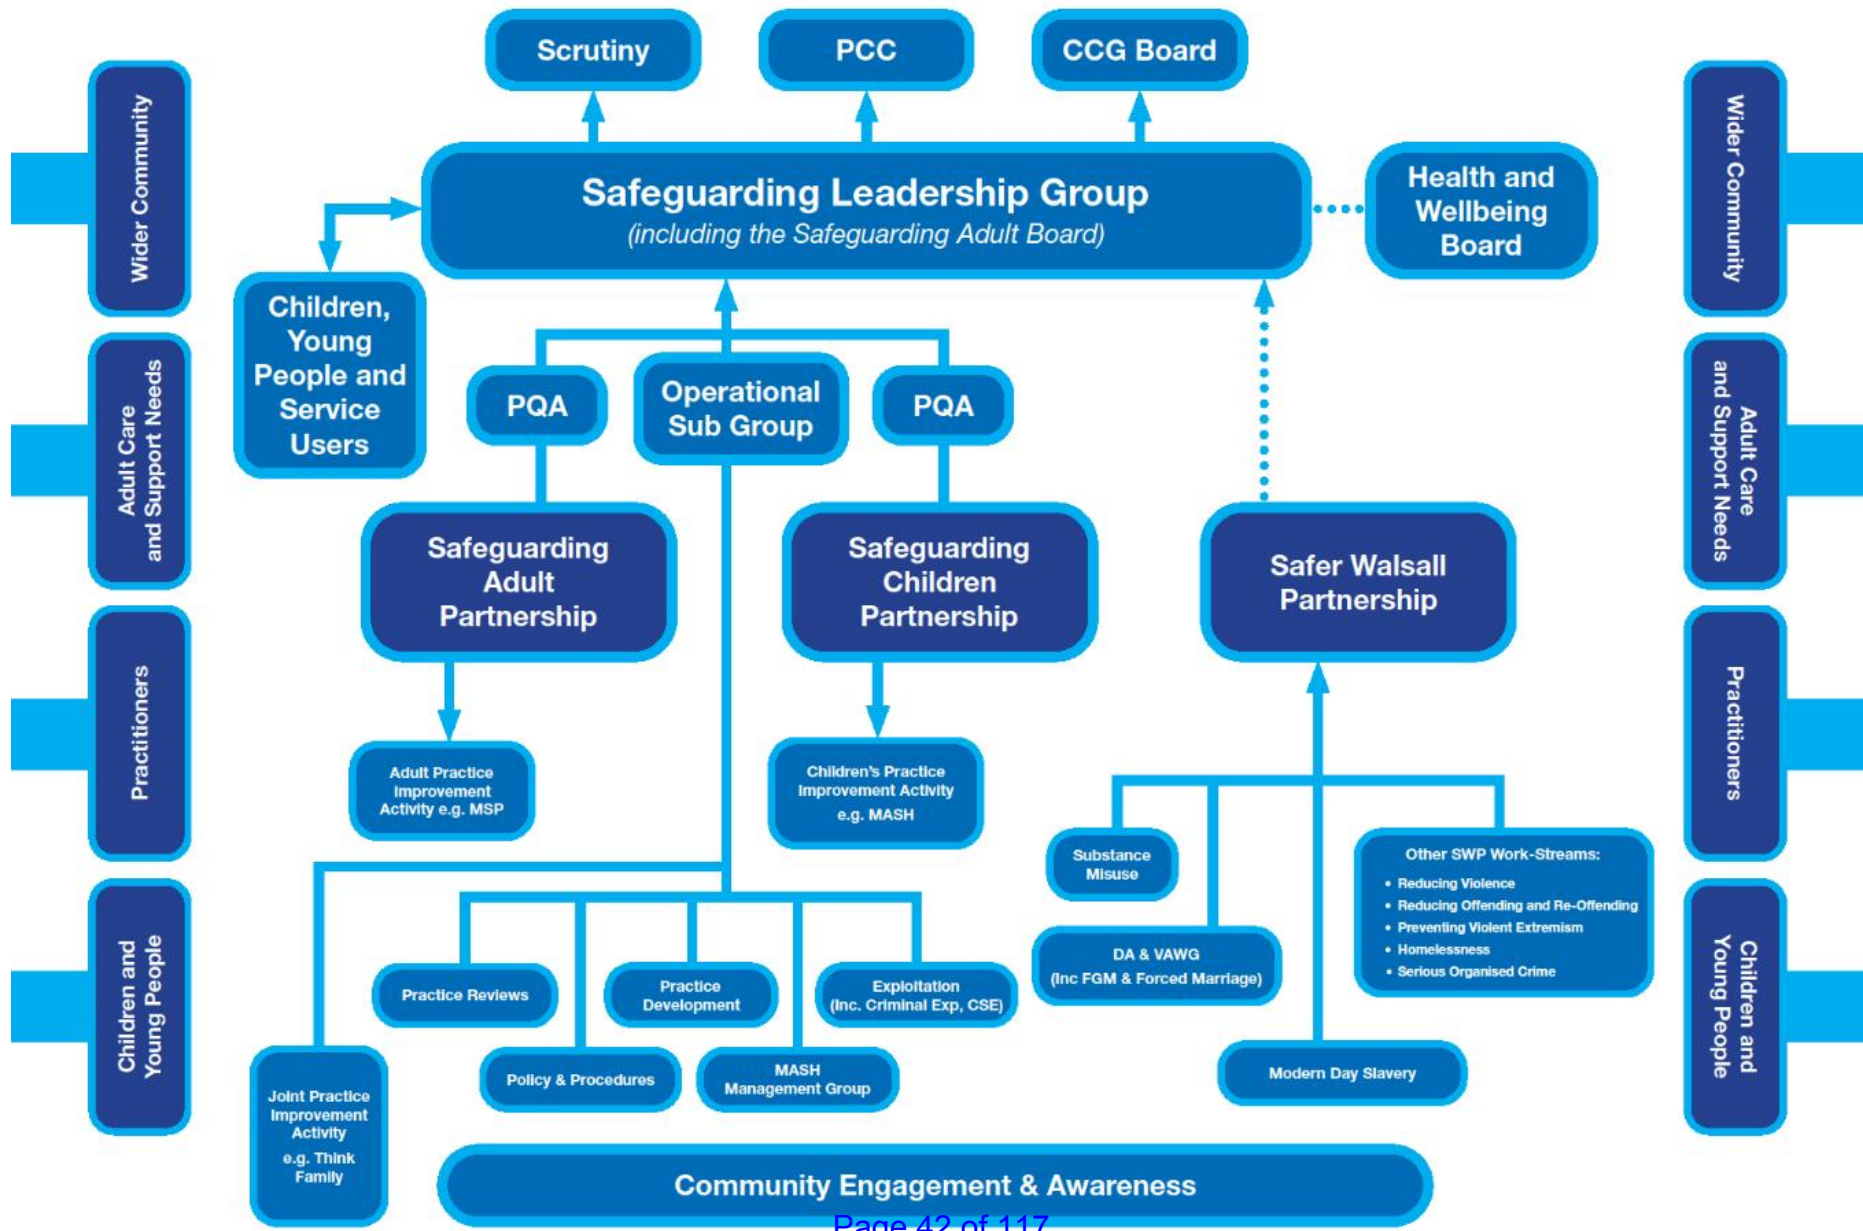 Scrutiny
PCC
CCG Board
Wider Community
Wider Community
Safeguarding Leadership Group
(including the Safeguarding Adult Board)
Health and
Wellbeing
Board
Children,
Young
People and
Service
Users
PQA
Operational
Sub Group
PQA
Adult Care
and Support Needs
Adult Care
and Support Needs
Safeguarding
Adult
Partnership
Safeguarding
Children
Partnership
Safer Walsall
Partnership
Practitioners
Practitioners
Adult Practice
Improvement
Activity e.g. MSP
Children's Practice
Improvement Activity
e.g. MASH
Substance
Misuse
Other SWP Work-Streams:
• Reducing Violence
• Reducing Offending and Re-Offending
• Preventing Violent Extremism
• Homelessness
• Serious Organised Crime
DA & VAWG
(Inc FGM & Forced Marriage)
Children and
Young People
Children and
Young People
Practice Reviews
Practice
Development
Exploitation
(Inc. Criminal Exp, CSE)
Policy & Procedures
MASH
Management Group
Modern Day Slavery
Joint Practice
Improvement
Activity
e.g. Think
Family
Community Engagement & Awareness
Page 42 of 117